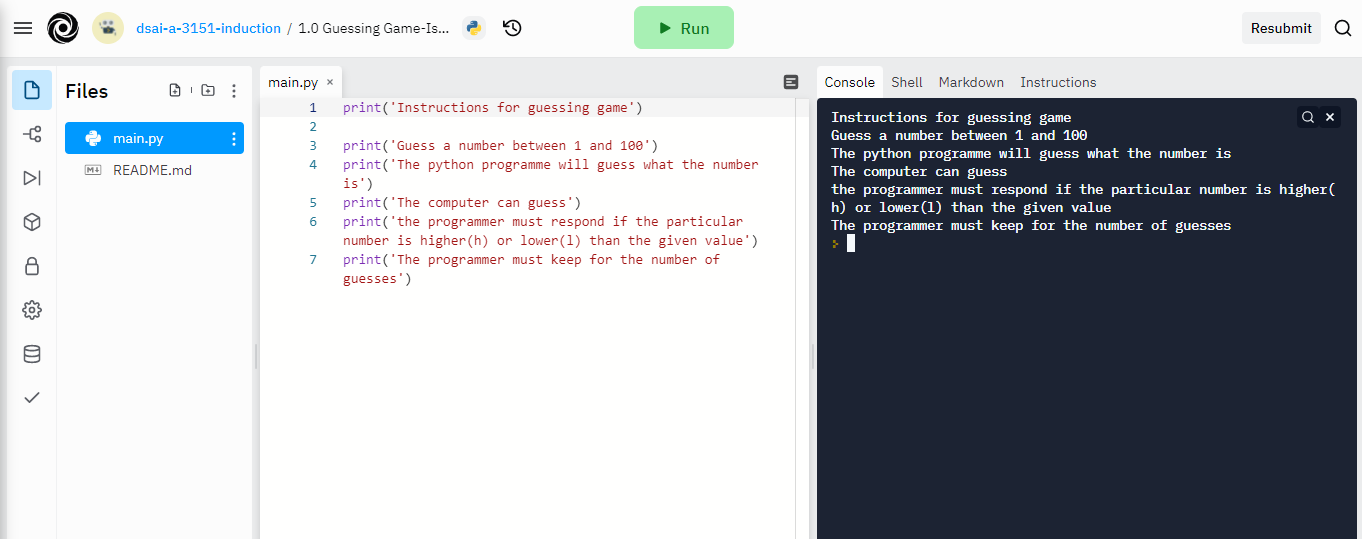 dsai-a-3151-induction / 1.0 Guessing Game-Is...
Run
Resubmit
Files
main.py
README.md
main.py ×
1 print('Instructions for guessing game')
2
3 print('Guess a number between 1 and 100')
4 print('The python programme will guess what the number
is')
5 print('The computer can guess')
6 print('the programmer must respond if the particular
number is higher(h) or lower(l) than the given value')
7 print('The programmer must keep for the number of
guesses')
Console Shell Markdown Instructions
Instructions for guessing game
Guess a number between 1 and 100
The python programme will guess what the number is
The computer can guess
the programmer must respond if the particular number is higher(
h) or lower(l) than the given value
The programmer must keep for the number of guesses